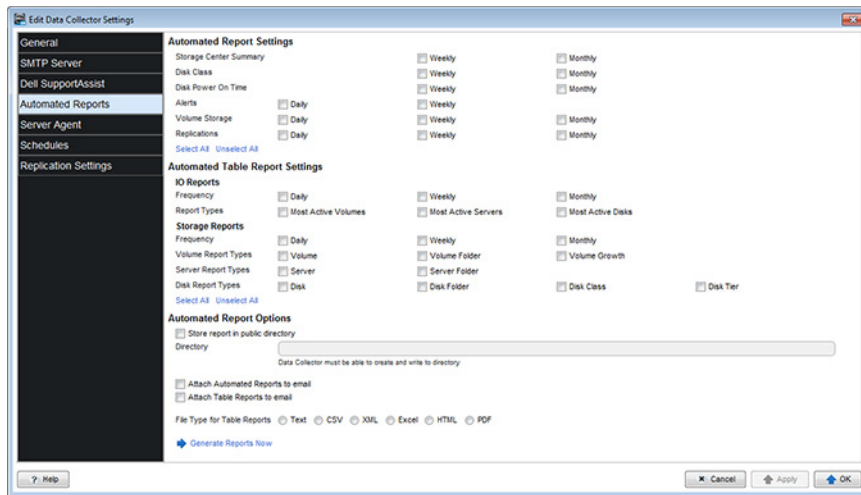 Edit Data Collector Settings
General
SMTP Server
Dell SupportAssist
Automated Reports
Server Agent
Schedules
Replication Settings
Automated Report Settings
Storage Center Summary Weekly Monthly
Disk Class Weekly Monthly
Disk Power On Time Weekly Monthly
Alerts Daily Weekly
Volume Storage Daily Weekly Monthly
Replications Daily Weekly Monthly
Select All Unselect All
Automated Table Report Settings
IO Reports
Frequency Daily Weekly Monthly
Report Types Most Active Volumes Most Active Servers Most Active Disks
Storage Reports
Frequency Daily Weekly Monthly
Volume Report Types Volume Volume Folder Volume Growth
Server Report Types Server Server Folder
Disk Report Types Disk Disk Folder Disk Class Disk Tier
Select All Unselect All
Automated Report Options
Store report in public directory
Directory
Data Collector must be able to create and write to directory
Attach Automated Reports to email
Attach Table Reports to email
File Type for Table Reports Text CSV XML Excel HTML PDF
Generate Reports Now
? Help Cancel Apply OK